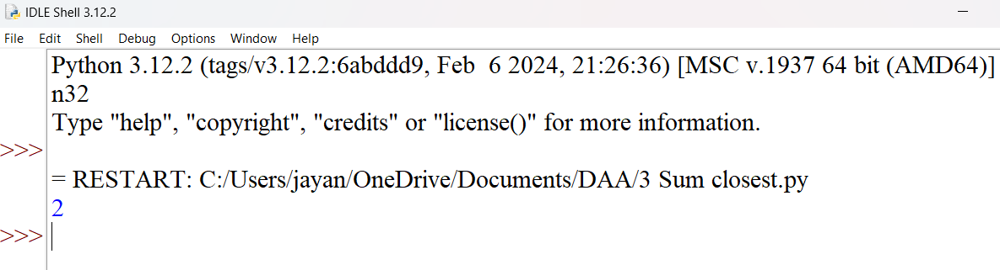 IDLE Shell 3.12.2
File Edit Shell Debug Options Window Help
Python 3.12.2 (tags/v3.12.2:6abddd9, Feb  6 2024, 21:26:36) [MSC v.1937 64 bit (AMD64)]
n32
Type "help", "copyright", "credits" or "license()" for more information.
>>>
= RESTART: C:/Users/jayan/OneDrive/Documents/DAA/3 Sum closest.py
2
>>>